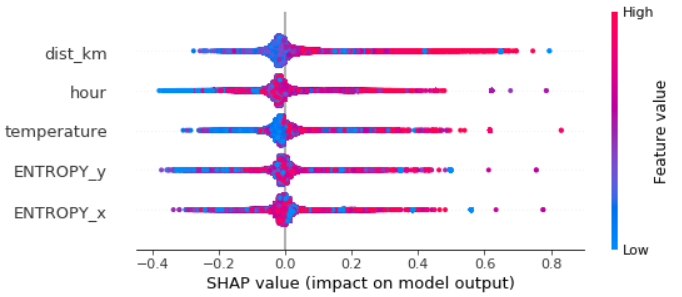 High
dist_km
hour
temperature
ENTROPY_y
ENTROPY_x
Feature value
Low
−0.4 −0.2 0.0 0.2 0.4 0.6 0.8
SHAP value (impact on model output)